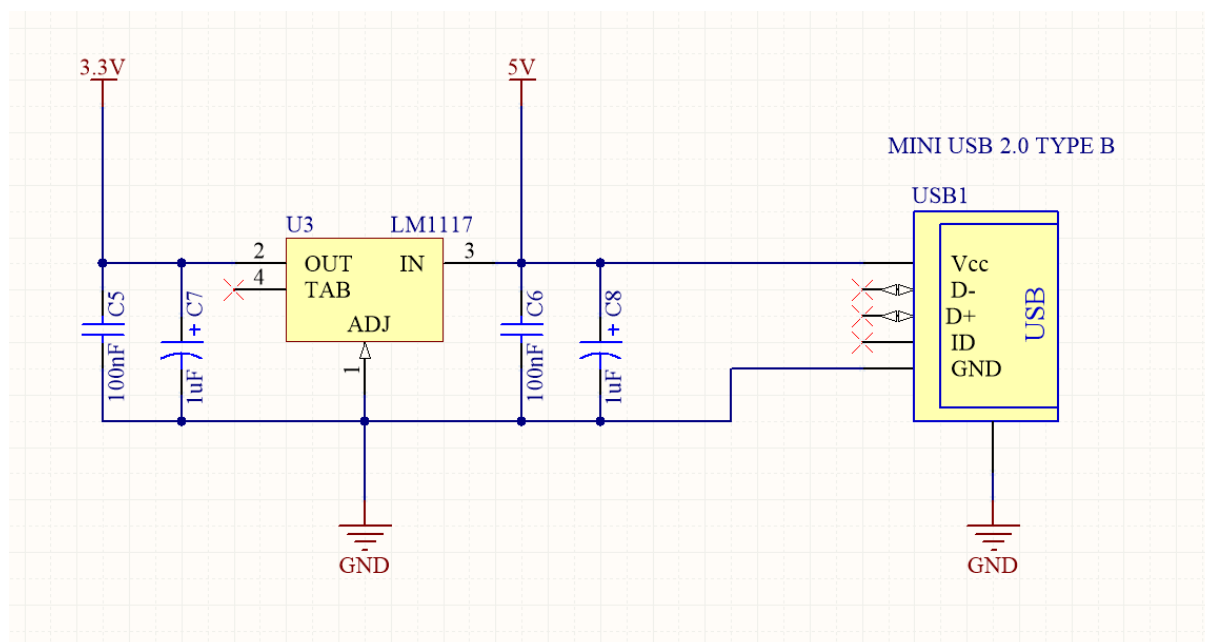 3.3V
5V
MINI USB 2.0 TYPE B
USB1
U3
LM1117
2
OUT
IN
3
4
TAB
ADJ
1
C5
100nF
+
C7
1uF
C6
100nF
+
C8
1uF
Vcc
D-
D+
ID
GND
USB
GND
GND